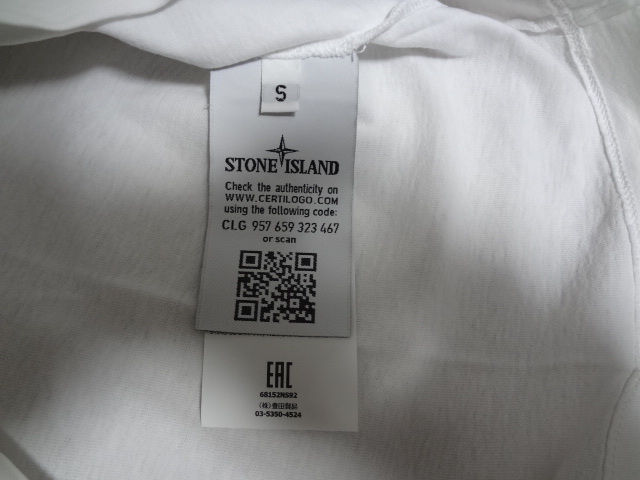 S
STONE ISLAND
Check the authenticity on
WWW.CERTILOGO.COM
using the following code:
CLG 957 659 323 467
or scan
EAC
68152NS92
03-5350-4524